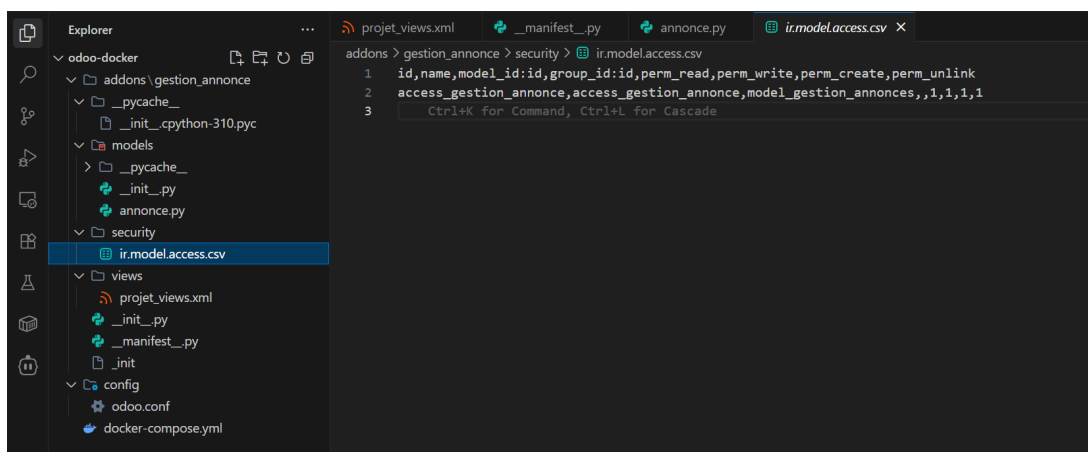 Explorer
odoo-docker
addons\gestion_annonce
__pycache__
__init__.cpython-310.pyc
models
__pycache__
__init__.py
annonce.py
security
ir.model.access.csv
views
projet_views.xml
__init__.py
__manifest__.py
_init
config
odoo.conf
docker-compose.yml
projet_views.xml __manifest__.py annonce.py ir.model.access.csv
addons > gestion_annonce > security > ir.model.access.csv
1 id,name,model_id:id,group_id:id,perm_read,perm_write,perm_create,perm_unlink
2 access_gestion_annonce,access_gestion_annonce,model_gestion_annonces,,1,1,1,1
3 Ctrl+K for Command, Ctrl+L for Cascade